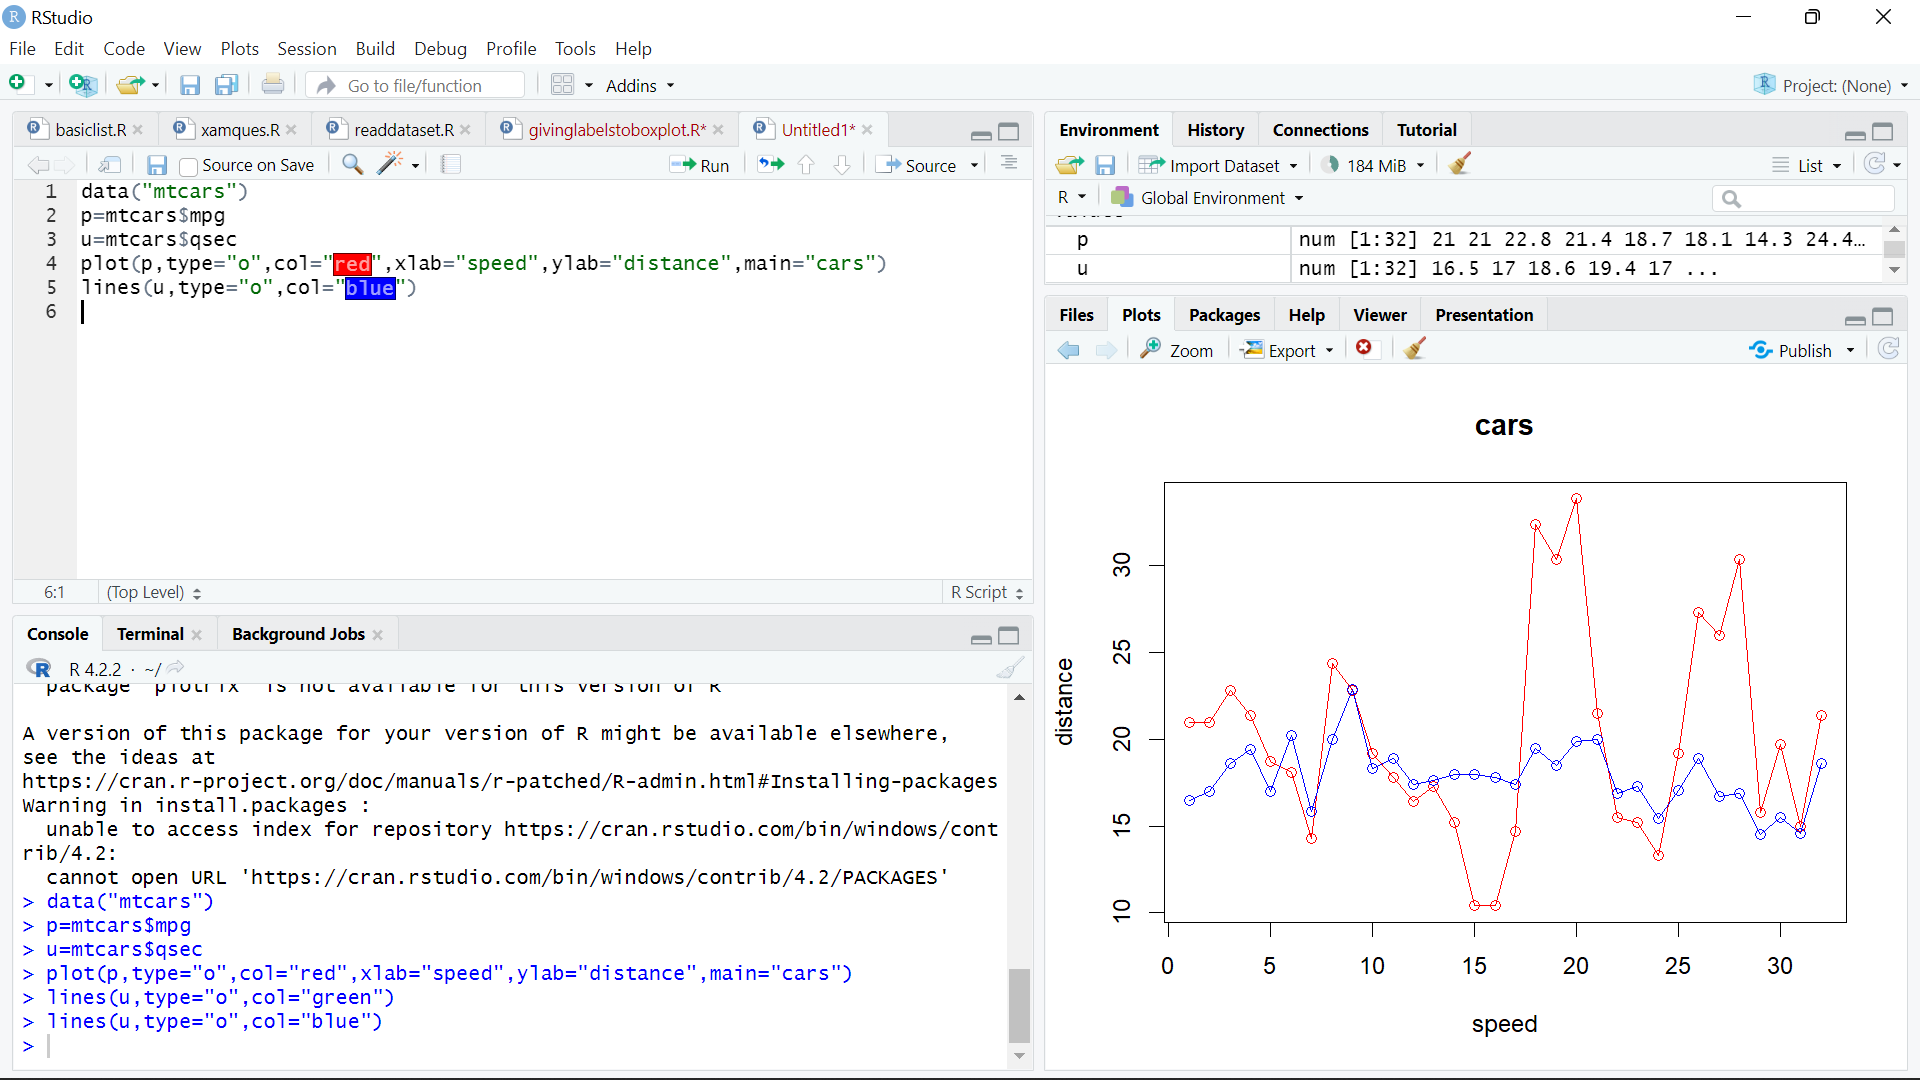 RStudio
File Edit Code View Plots Session Build Debug Profile Tools Help
Go to file/function Addins Project: (None)
basiclist.R xamques.R readdataset.R givinglabelstoboxplot.R* Untitled1*
Source on Save Run Source
1 data("mtcars")
2 p=mtcars$mpg
3 u=mtcars$qsec
4 plot(p,type="o",col="red",xlab="speed",ylab="distance",main="cars")
5 lines(u,type="o",col="blue")
6
6:1 (Top Level) R Script
Console Terminal Background Jobs
R 4.2.2 · ~/
package 'plotrix' is not available for this version of R
A version of this package for your version of R might be available elsewhere,
see the ideas at
https://cran.r-project.org/doc/manuals/r-patched/R-admin.html#Installing-packages
Warning in install.packages :
unable to access index for repository https://cran.rstudio.com/bin/windows/cont
rib/4.2:
cannot open URL 'https://cran.rstudio.com/bin/windows/contrib/4.2/PACKAGES'
> data("mtcars")
> p=mtcars$mpg
> u=mtcars$qsec
> plot(p,type="o",col="red",xlab="speed",ylab="distance",main="cars")
> lines(u,type="o",col="green")
> lines(u,type="o",col="blue")
>
Environment History Connections Tutorial
Import Dataset 184 MiB List
R Global Environment
p num [1:32] 21 21 22.8 21.4 18.7 18.1 14.3 24.4…
u num [1:32] 16.5 17 18.6 19.4 17 ...
Files Plots Packages Help Viewer Presentation
Zoom Export Publish
cars
distance
30
25
20
15
10
0 5 10 15 20 25 30
speed